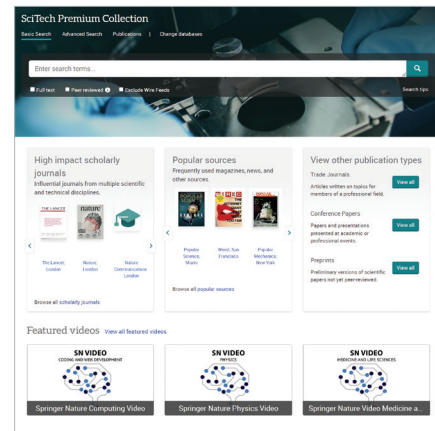 SciTech Premium Collection
Basic Search Advanced Search Publications | Change databases
Enter search terms...
Full text Peer reviewed Exclude Wire Feeds
Search tips
High impact scholarly
journals
Influential journals from multiple scientific
and technical disciplines.
THE LANCET
nature
The Lancet,
London
Nature,
London
Nature
Communications
London
Browse all scholarly journals
Popular sources
Frequently used magazines, news, and
other sources.
Popular
Science,
Miami
Wired, San
Francisco
Popular
Mechanics,
New York
Browse all popular sources
View other publication types
Trade Journals
Articles written on topics for
members of a professional field.
View all
Conference Papers
Papers and presentations
presented at academic or
professional events.
View all
Preprints
Preliminary versions of scientific
papers not yet peer-reviewed.
View all
Featured videos View all featured videos
SN VIDEO
CODING AND WEB DEVELOPMENT
Springer Nature Computing Video
SN VIDEO
PHYSICS
Springer Nature Physics Video
SN VIDEO
MEDICINE AND LIFE SCIENCES
Springer Nature Video Medicine a...